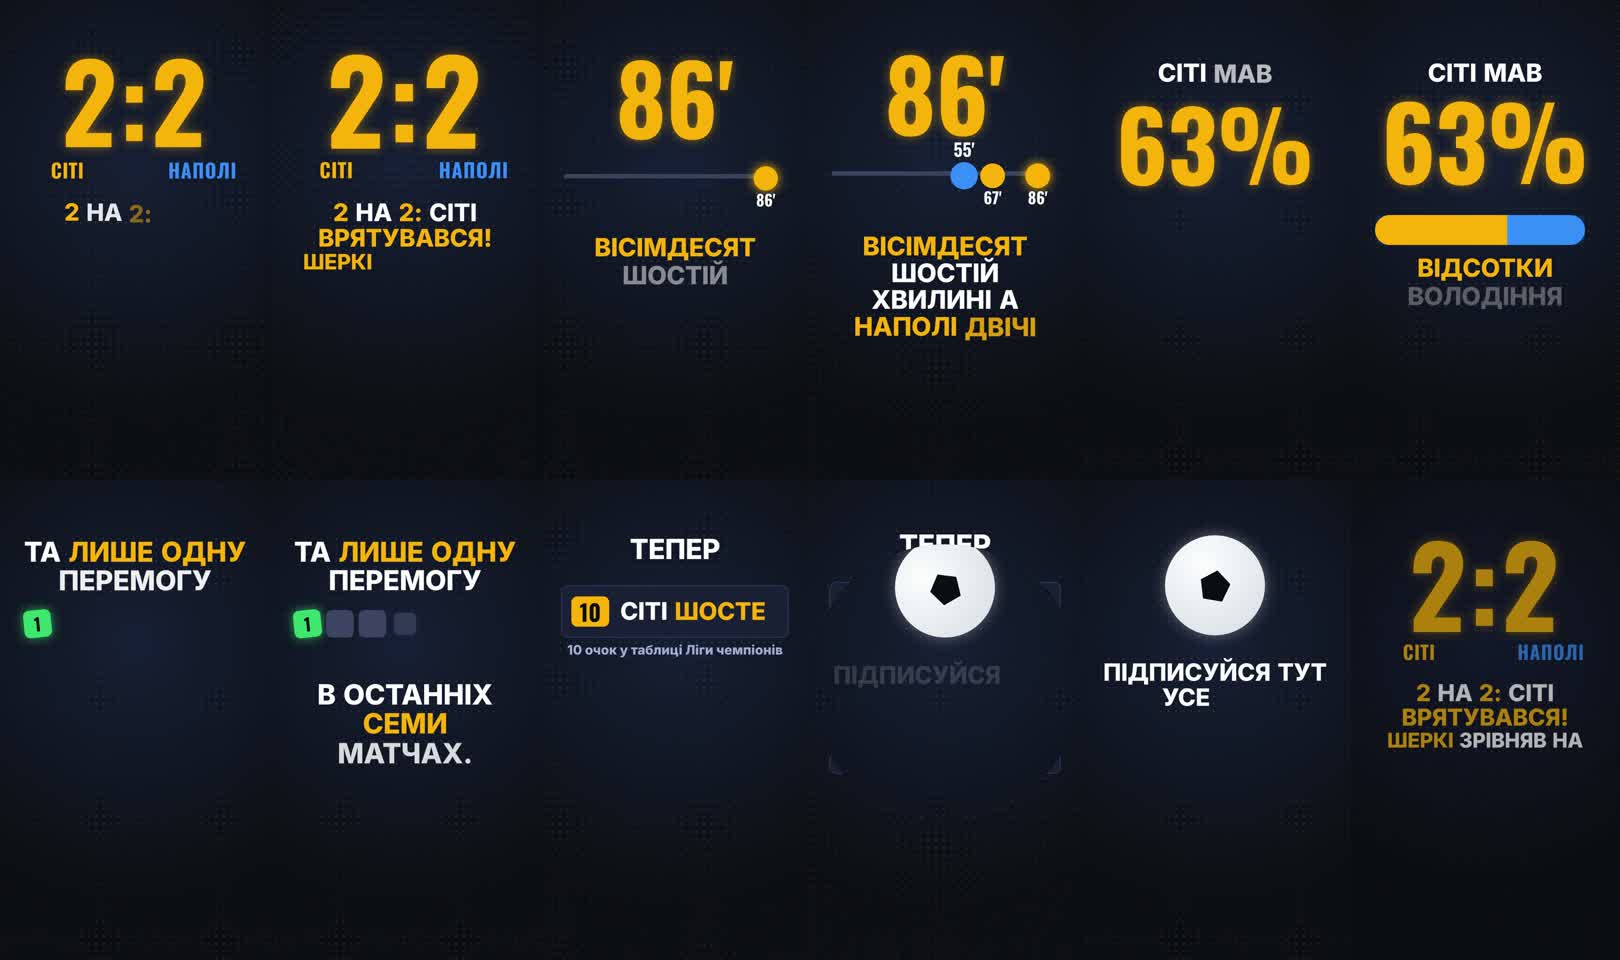 2:2
СІТІ НАПОЛІ
2 НА 2:
2:2
СІТІ НАПОЛІ
2 НА 2: СІТІ
ВРЯТУВАВСЯ!
ШЕРКІ
86'
86'
ВІСІМДЕСЯТ
ШОСТІЙ
86'
55'
67' 86'
ВІСІМДЕСЯТ
ШОСТІЙ
ХВИЛИНІ А
НАПОЛІ ДВІЧІ
СІТІ МАВ
63%
СІТІ МАВ
63%
ВІДСОТКИ
ВОЛОДІННЯ
ТА ЛИШЕ ОДНУ
ПЕРЕМОГУ
1
ТА ЛИШЕ ОДНУ
ПЕРЕМОГУ
1
В ОСТАННІХ
СЕМИ
МАТЧАХ.
ТЕПЕР
10 СІТІ ШОСТЕ
10 очок у таблиці Ліги чемпіонів
ТЕПЕР
ПІДПИСУЙСЯ
ПІДПИСУЙСЯ ТУТ
УСЕ
2:2
СІТІ НАПОЛІ
2 НА 2: СІТІ
ВРЯТУВАВСЯ!
ШЕРКІ ЗРІВНЯВ НА